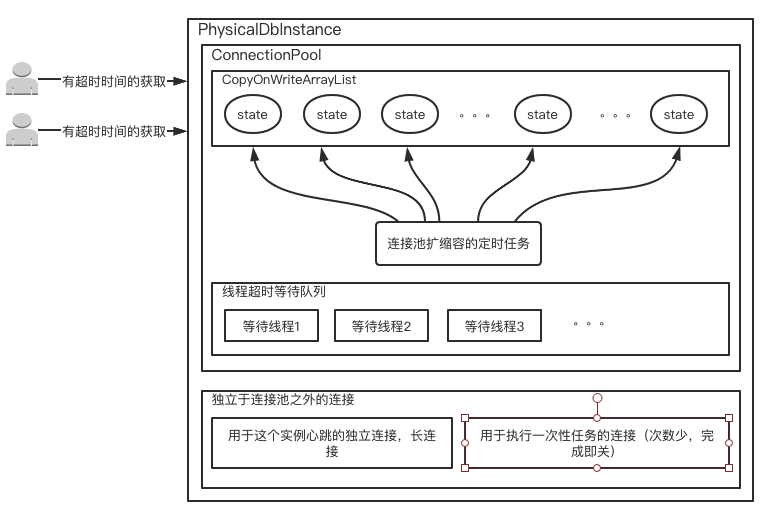 PhysicalDbInstance
ConnectionPool
CopyOnWriteArrayList
有超时时间的获取
state
state
state
。。。
state
。。。
state
有超时时间的获取
连接池扩缩容的定时任务
线程超时等待队列
等待线程1
等待线程2
等待线程3
。。。
独立于连接池之外的连接
用于这个实例心跳的独立连接，长连
接
用于执行一次性任务的连接（次数少，完
成即关）